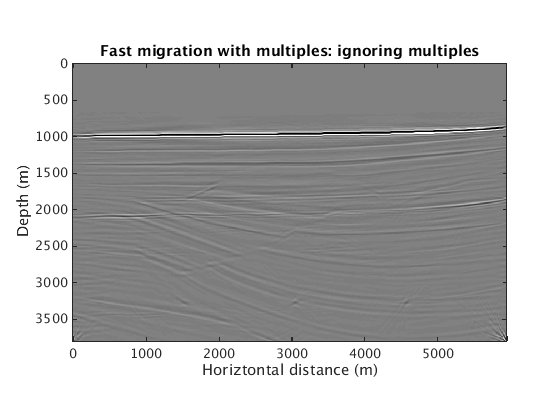 Fast migration with multiples: ignoring multiples
0
500
1000
1500
2000
2500
3000
3500
Depth (m)
0 1000 2000 3000 4000 5000
Horiztontal distance (m)